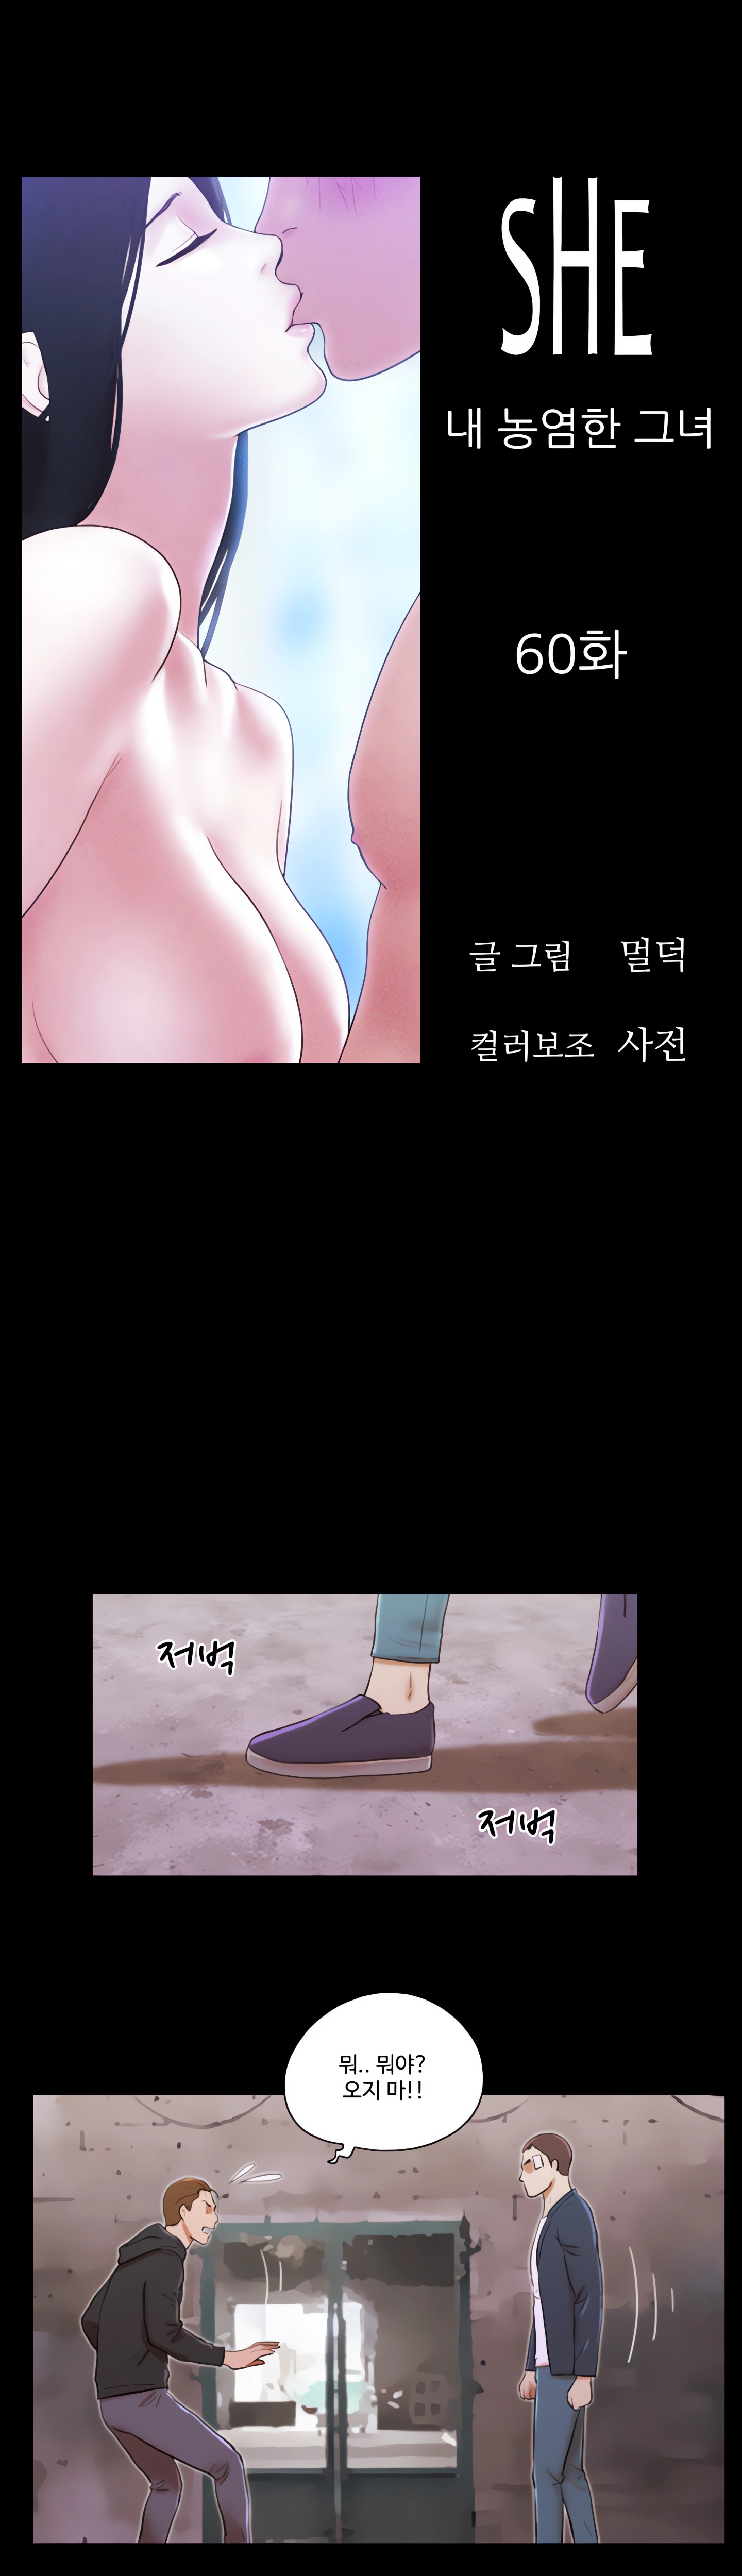 SHE
내 농염한 그녀
60화
글 그림 멀덕
컬러보조 사전
저벅
저벅
뭐.. 뭐야?
오지 마!!